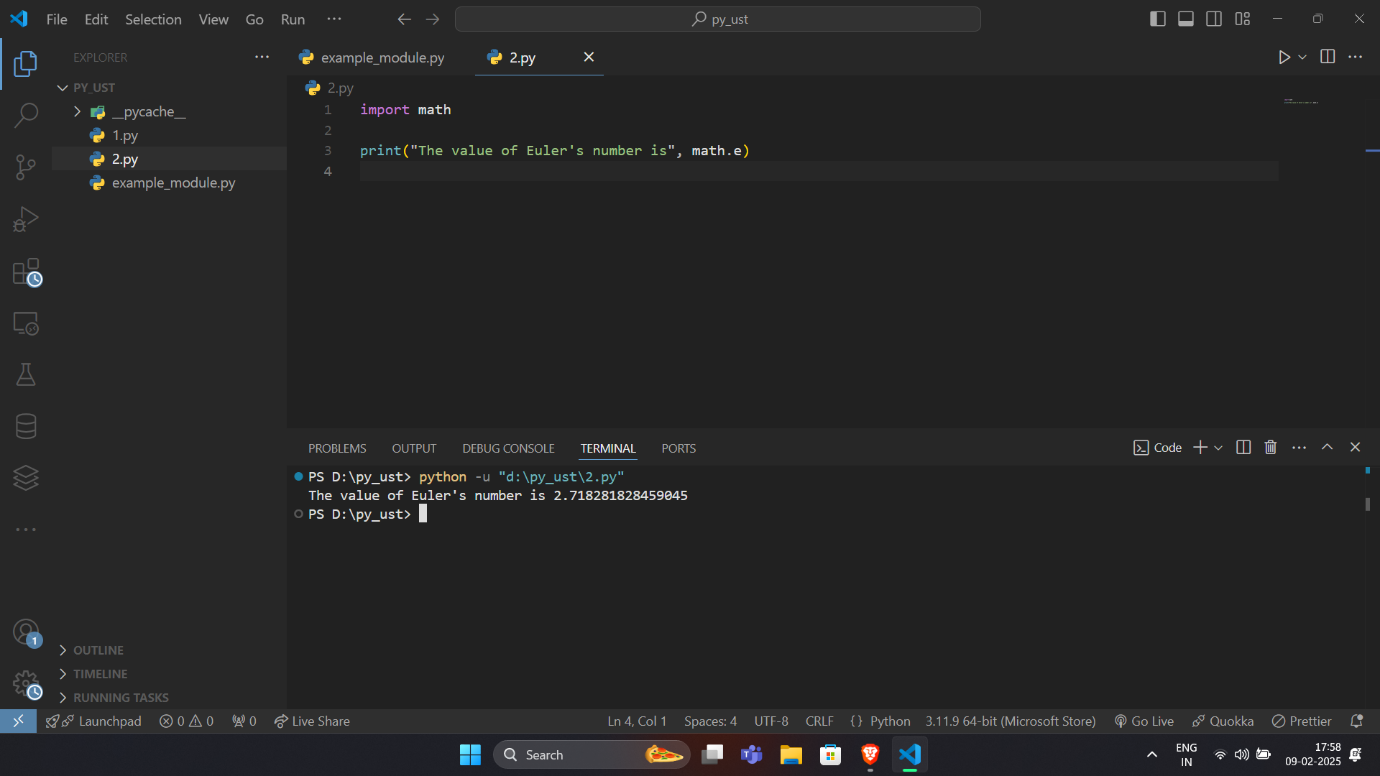 File Edit Selection View Go Run ··· py_ust
EXPLORER ···
PY_UST
__pycache__
1.py
2.py
example_module.py
OUTLINE
TIMELINE
RUNNING TASKS
example_module.py 2.py
2.py
1 import math
2
3 print("The value of Euler's number is", math.e)
4
PROBLEMS OUTPUT DEBUG CONSOLE TERMINAL PORTS Code
PS D:\py_ust> python -u "d:\py_ust\2.py"
The value of Euler's number is 2.718281828459045
PS D:\py_ust>
1
Launchpad 0 0 0 Live Share Ln 4, Col 1 Spaces: 4 UTF-8 CRLF {} Python 3.11.9 64-bit (Microsoft Store) Go Live Quokka Prettier
Search ENG 17:58
IN 09-02-2025